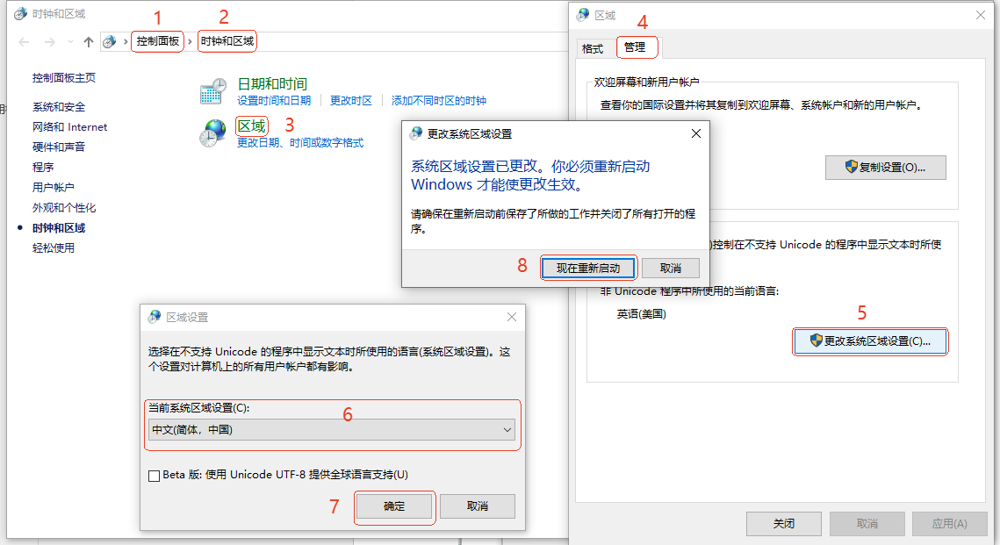 时钟和区域
1
2
控制面板
时钟和区域
控制面板主页
系统和安全
网络和 Internet
硬件和声音
程序
用户帐户
外观和个性化
时钟和区域
轻松使用
日期和时间
设置时间和日期
更改时区
添加不同时区的时钟
区域
3
更改日期、时间或数字格式
区域
4
格式
管理
欢迎屏幕和新用户帐户
查看你的国际设置并将其复制到欢迎屏幕、系统帐户和新的用户帐户。
复制设置(O)...
)控制在不支持 Unicode 的程序中显示文本时所使
非 Unicode 程序中所使用的当前语言:
英语(美国)
5
更改系统区域设置(C)...
关闭
取消
应用(A)
更改系统区域设置
系统区域设置已更改。你必须重新启动
Windows 才能使更改生效。
请确保在重新启动前保存了所做的工作并关闭了所有打开的程
序。
8
现在重新启动
取消
区域设置
选择在不支持 Unicode 的程序中显示文本时所使用的语言(系统区域设置)。这
个设置对计算机上的所有用户帐户都有影响。
当前系统区域设置(C):
6
中文(简体，中国)
Beta 版: 使用 Unicode UTF-8 提供全球语言支持(U)
7
确定
取消